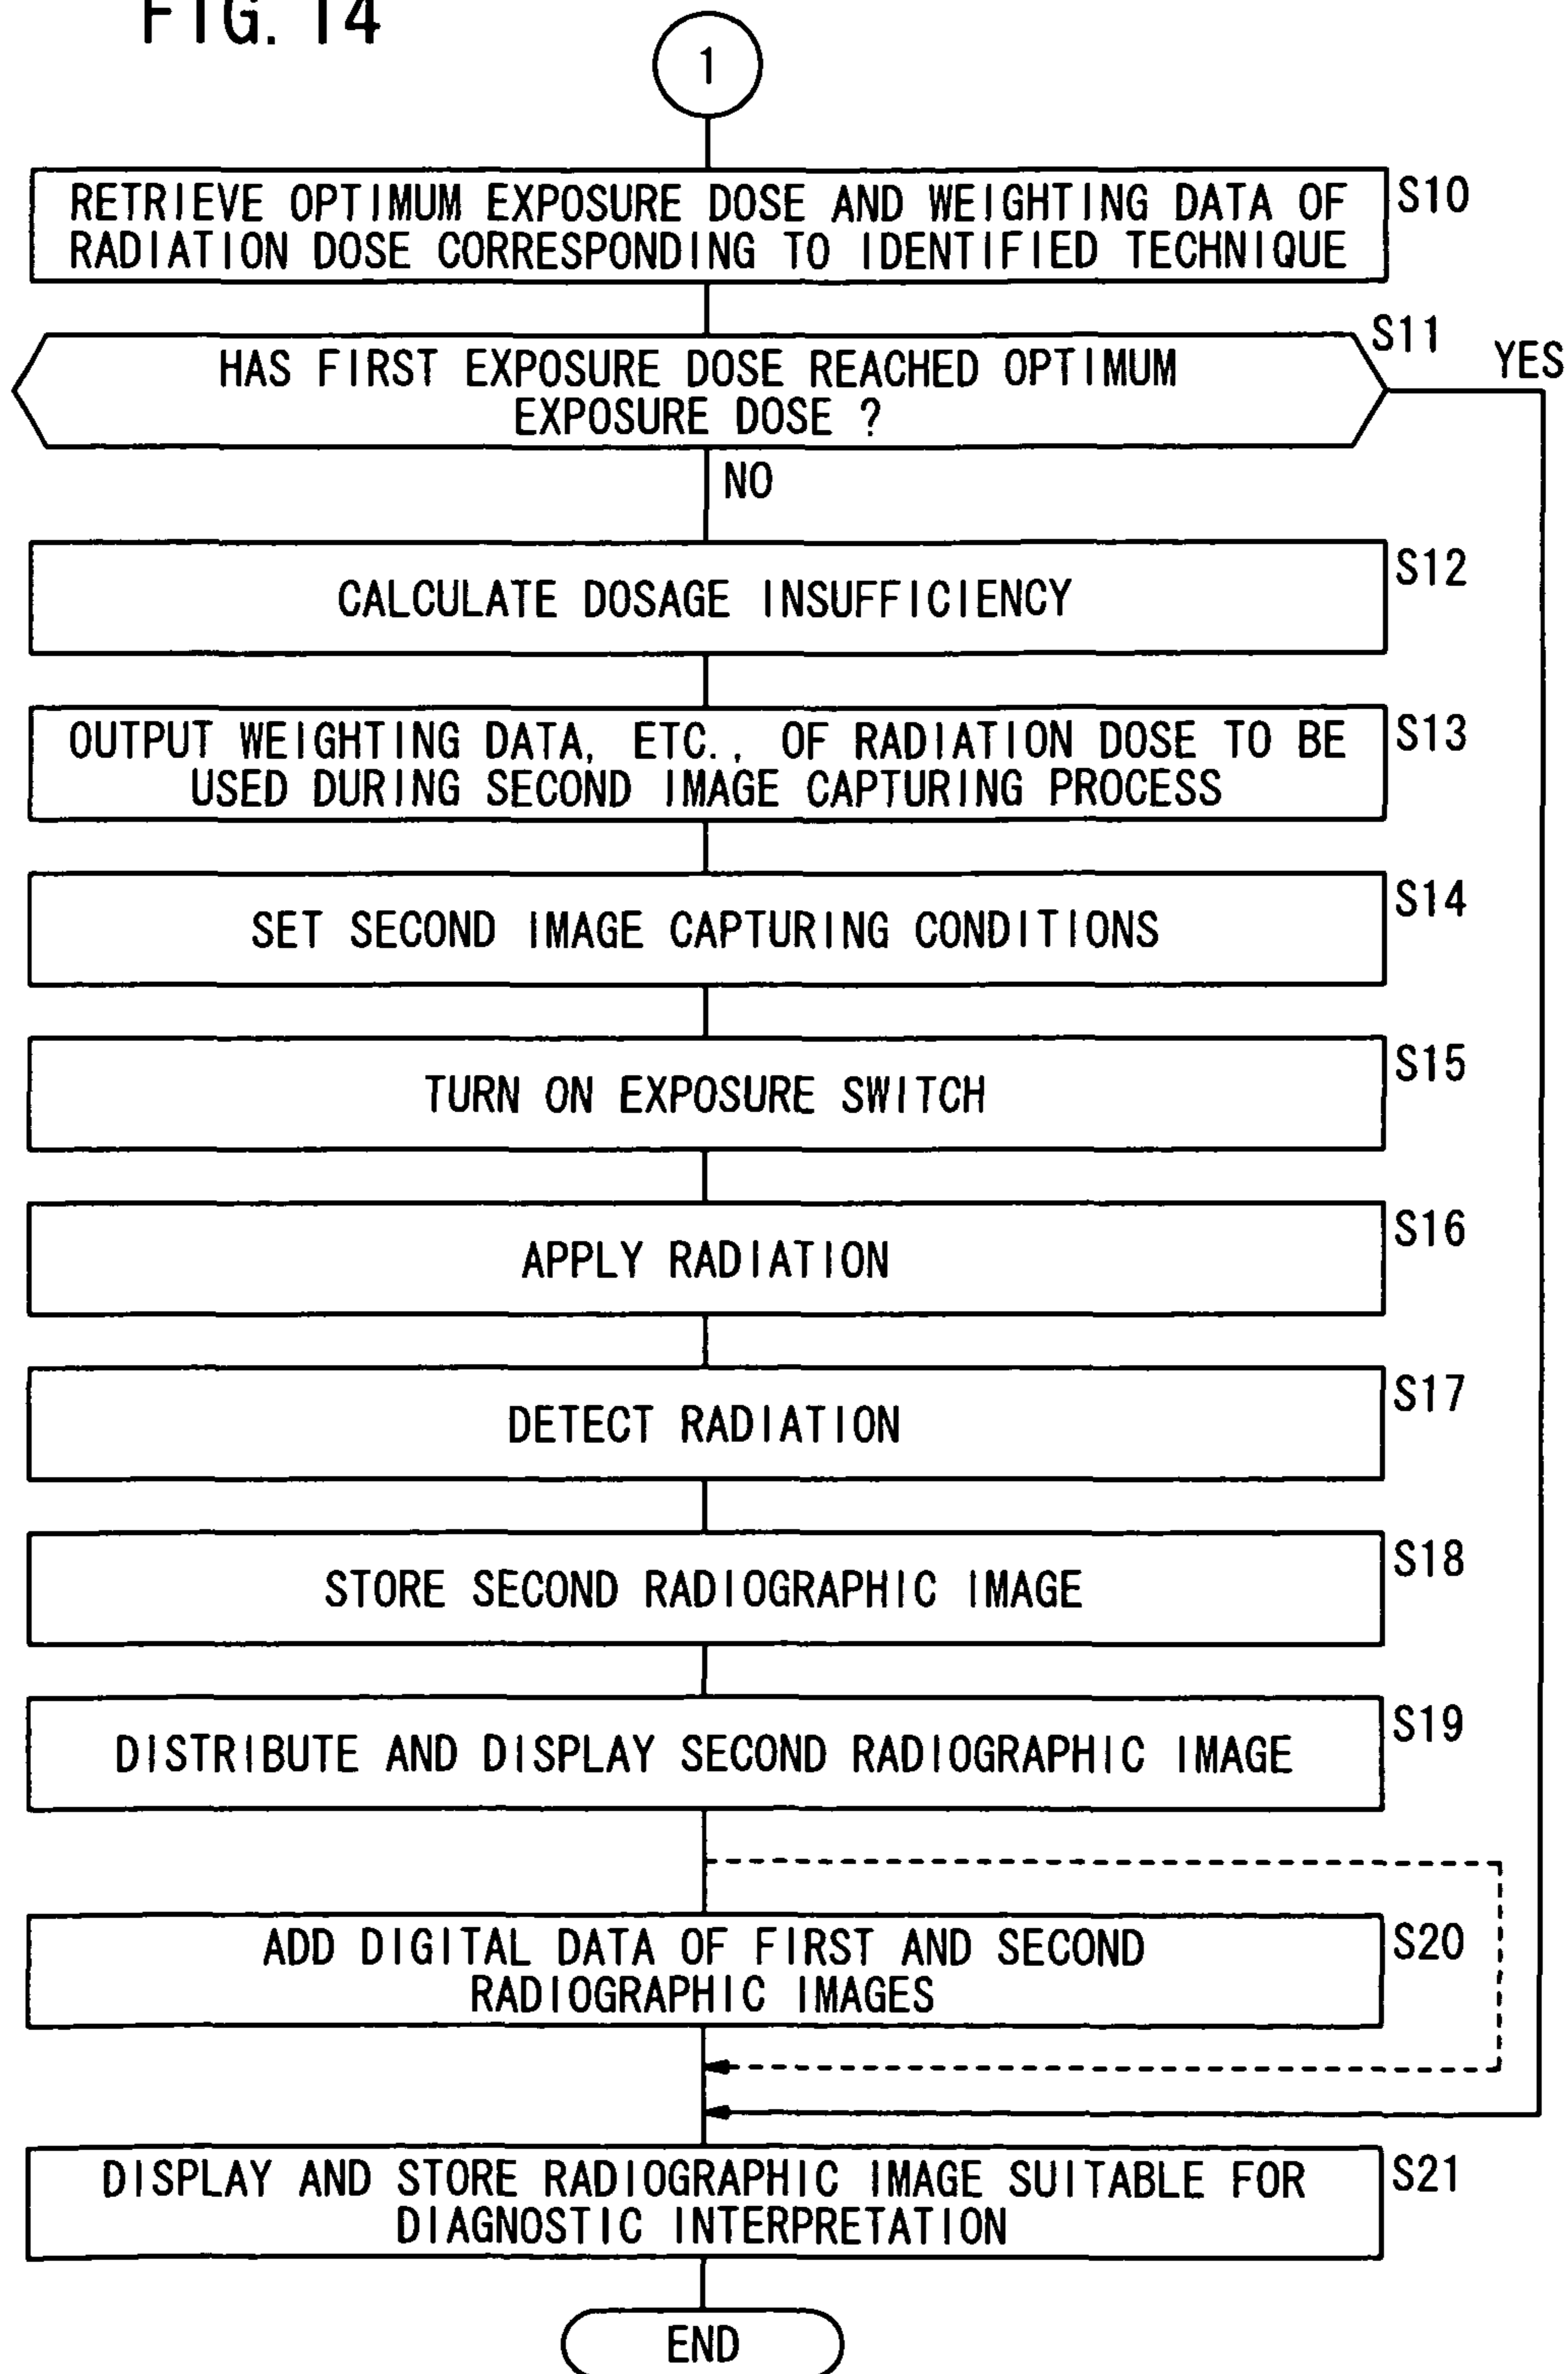 FIG. 14
1
RETRIEVE OPTIMUM EXPOSURE DOSE AND WEIGHTING DATA OF
RADIATION DOSE CORRESPONDING TO IDENTIFIED TECHNIQUE
S10
HAS FIRST EXPOSURE DOSE REACHED OPTIMUM
EXPOSURE DOSE ?
S11
YES
NO
CALCULATE DOSAGE INSUFFICIENCY
S12
OUTPUT WEIGHTING DATA, ETC., OF RADIATION DOSE TO BE
USED DURING SECOND IMAGE CAPTURING PROCESS
S13
SET SECOND IMAGE CAPTURING CONDITIONS
S14
TURN ON EXPOSURE SWITCH
S15
APPLY RADIATION
S16
DETECT RADIATION
S17
STORE SECOND RADIOGRAPHIC IMAGE
S18
DISTRIBUTE AND DISPLAY SECOND RADIOGRAPHIC IMAGE
S19
ADD DIGITAL DATA OF FIRST AND SECOND
RADIOGRAPHIC IMAGES
S20
DISPLAY AND STORE RADIOGRAPHIC IMAGE SUITABLE FOR
DIAGNOSTIC INTERPRETATION
S21
END